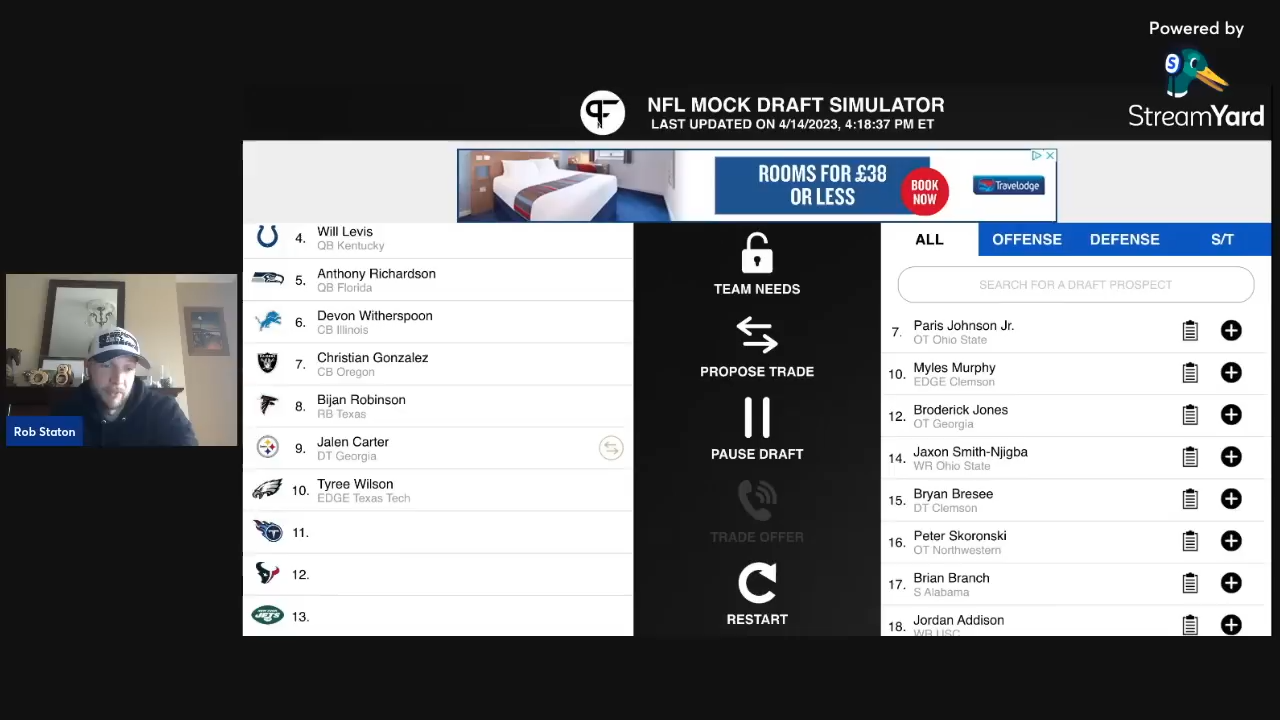 Powered by
S
StreamYard
PF
NFL MOCK DRAFT SIMULATOR
LAST UPDATED ON 4/14/2023, 4:18:37 PM ET
ROOMS FOR £38
OR LESS
BOOK
NOW
Travelodge
4. Will Levis
QB Kentucky
5. Anthony Richardson
QB Florida
6. Devon Witherspoon
CB Illinois
7. Christian Gonzalez
CB Oregon
8. Bijan Robinson
RB Texas
9. Jalen Carter
DT Georgia
10. Tyree Wilson
EDGE Texas Tech
11.
12.
JETS 13.
TEAM NEEDS
PROPOSE TRADE
PAUSE DRAFT
TRADE OFFER
RESTART
ALL OFFENSE DEFENSE S/T
SEARCH FOR A DRAFT PROSPECT
7. Paris Johnson Jr.
OT Ohio State
10. Myles Murphy
EDGE Clemson
12. Broderick Jones
OT Georgia
14. Jaxon Smith-Njigba
WR Ohio State
15. Bryan Bresee
DT Clemson
16. Peter Skoronski
OT Northwestern
17. Brian Branch
S Alabama
18. Jordan Addison
WR USC
Rob Staton